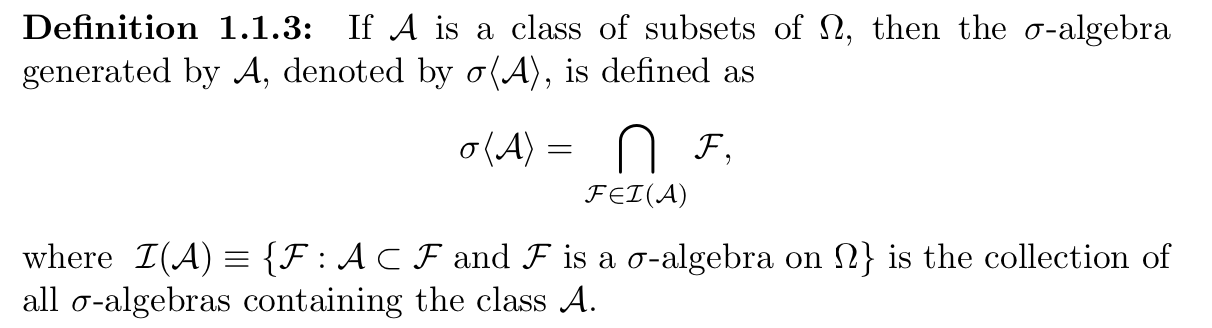 Definition 1.1.3: If 𝒜 is a class of subsets of Ω, then the σ-algebra
generated by 𝒜, denoted by σ⟨𝒜⟩, is defined as
σ⟨𝒜⟩ = ⋂ ℱ,
ℱ∈ℐ(𝒜)
where ℐ(𝒜) ≡ {ℱ : 𝒜 ⊂ ℱ and ℱ is a σ-algebra on Ω} is the collection of
all σ-algebras containing the class 𝒜.